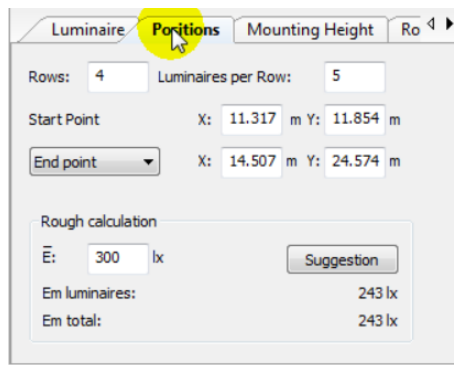 Luminaire Positions Mounting Height Ro
Rows: 4 Luminaires per Row: 5
Start Point X: 11.317 m Y: 11.854 m
End point X: 14.507 m Y: 24.574 m
Rough calculation
E̅: 300 lx Suggestion
Em luminaires: 243 lx
Em total: 243 lx